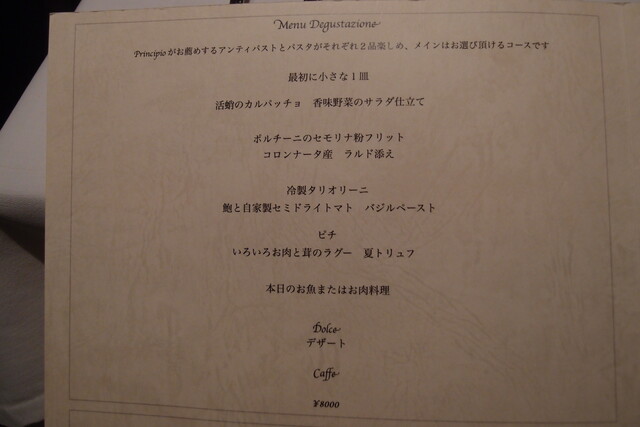 Menu Degustazione
Principioがお薦めするアンティパストとパスタがそれぞれ2品楽しめ、メインはお選び頂けるコースです
最初に小さな1皿
活蛸のカルパッチョ　香味野菜のサラダ仕立て
ポルチーニのセモリナ粉フリット
コロンナータ産　ラルド添え
冷製タリオリーニ
鮑と自家製セミドライトマト　バジルペースト
ピチ
いろいろお肉と茸のラグー　夏トリュフ
本日のお魚またはお肉料理
Dolce
デザート
Caffe
¥8000